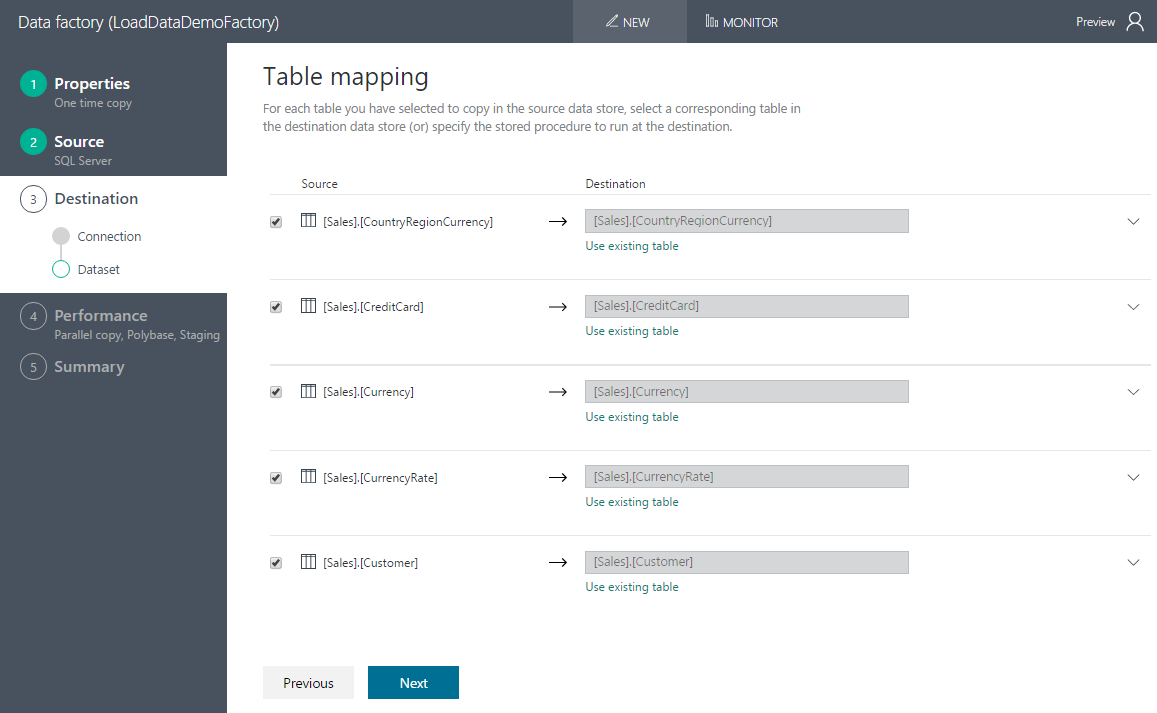 Data factory (LoadDataDemoFactory)
NEW
MONITOR
Preview
1 Properties
One time copy
2 Source
SQL Server
3 Destination
Connection
Dataset
4 Performance
Parallel copy, Polybase, Staging
5 Summary
Table mapping
For each table you have selected to copy in the source data store, select a corresponding table in
the destination data store (or) specify the stored procedure to run at the destination.
Source Destination
[Sales].[CountryRegionCurrency] [Sales].[CountryRegionCurrency]
Use existing table
[Sales].[CreditCard] [Sales].[CreditCard]
Use existing table
[Sales].[Currency] [Sales].[Currency]
Use existing table
[Sales].[CurrencyRate] [Sales].[CurrencyRate]
Use existing table
[Sales].[Customer] [Sales].[Customer]
Use existing table
Previous Next